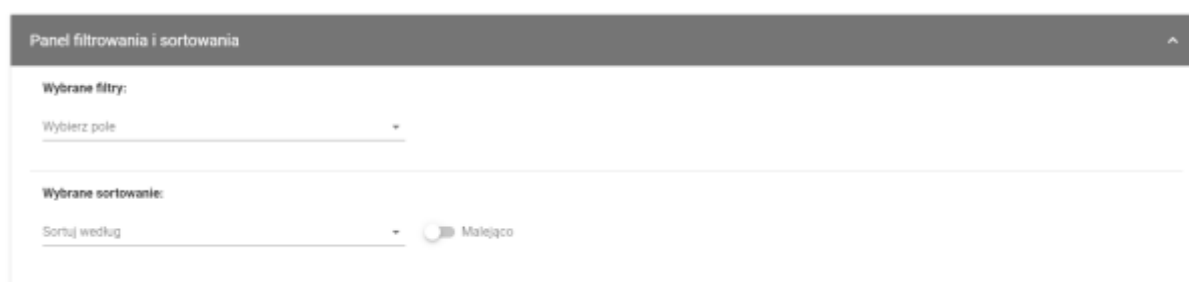 Panel filtrowania i sortowania
Wybrane filtry:
Wybierz pole
Wybrane sortowanie:
Sortuj według
Malejąco